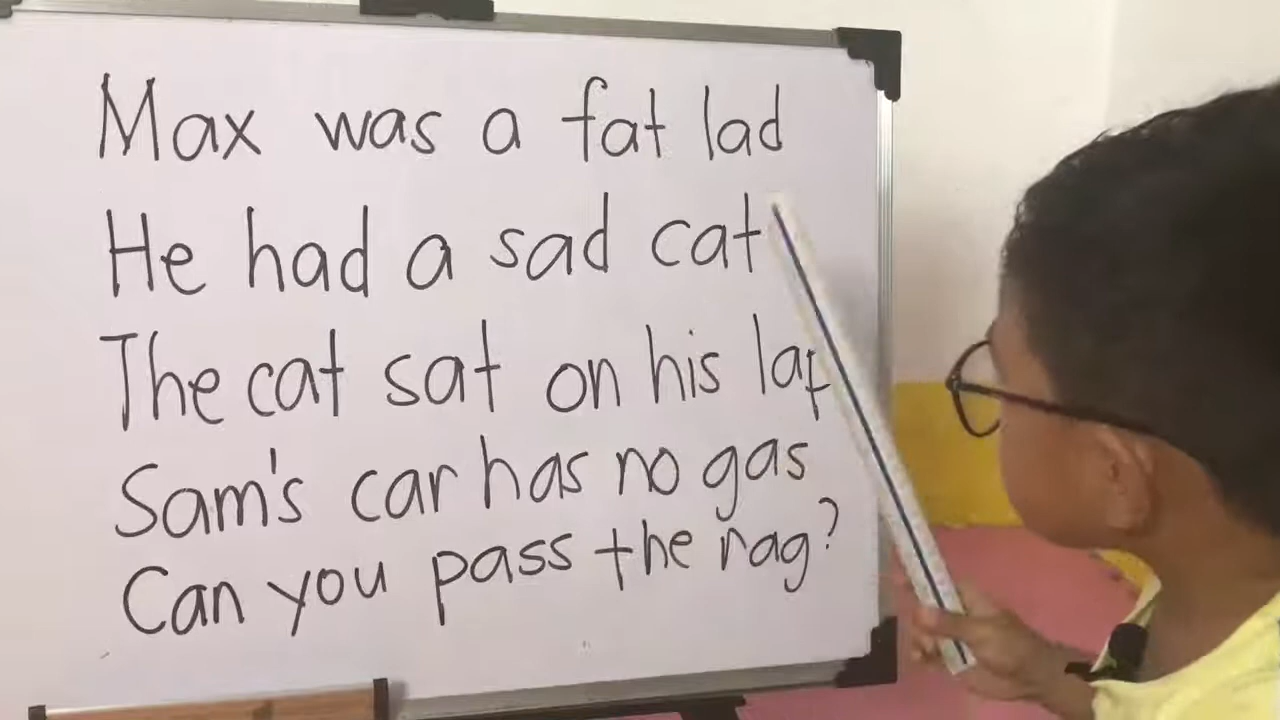 Max was a fat lad
He had a sad cat
The cat sat on his lap
Sam's car has no gas
Can you pass the rag?